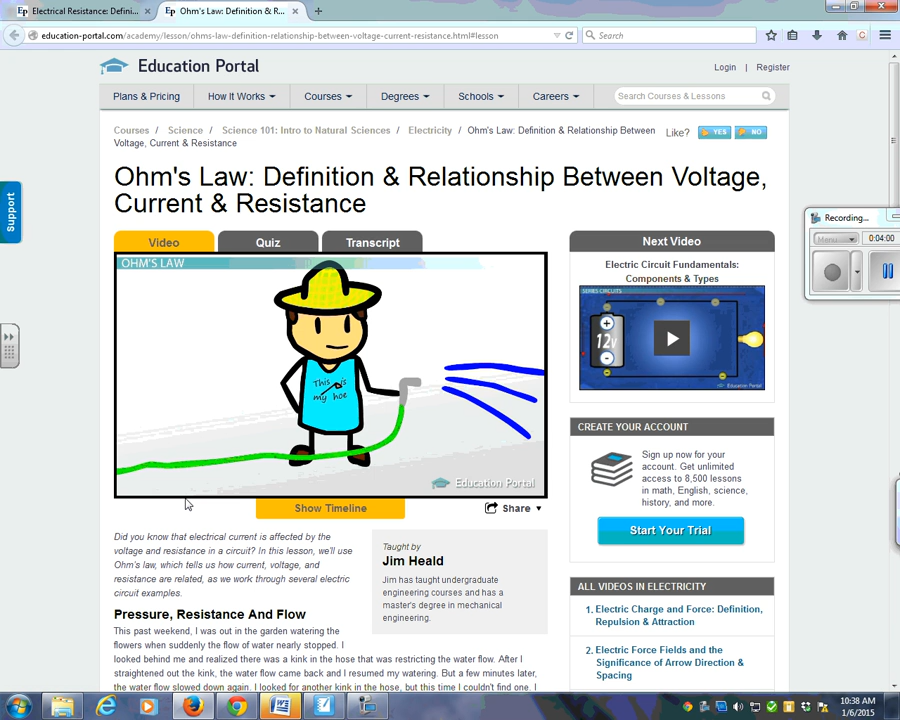 Electrical Resistance: Defini...
Ohm's Law: Definition & R...
education-portal.com/academy/lesson/ohms-law-definition-relationship-between-voltage-current-resistance.html#lesson
Search
Education Portal
Login | Register
Plans & Pricing How It Works Courses Degrees Schools Careers
Search Courses & Lessons
Courses / Science / Science 101: Intro to Natural Sciences / Electricity / Ohm's Law: Definition & Relationship Between
Voltage, Current & Resistance
Like? YES NO
Ohm's Law: Definition & Relationship Between Voltage,
Current & Resistance
Support
Recording...
Menu 0:04:00
Video Quiz Transcript
OHM'S LAW
This is
my hoe
Education Portal
Show Timeline
Share
Next Video
Electric Circuit Fundamentals:
Components & Types
SERIES CIRCUITS
12v
Education Portal
CREATE YOUR ACCOUNT
Sign up now for your
account. Get unlimited
access to 8,500 lessons
in math, English, science,
history, and more.
Start Your Trial
Did you know that electrical current is affected by the
voltage and resistance in a circuit? In this lesson, we'll use
Ohm's law, which tells us how current, voltage, and
resistance are related, as we work through several electric
circuit examples.
Taught by
Jim Heald
Jim has taught undergraduate
engineering courses and has a
master's degree in mechanical
engineering.
Pressure, Resistance And Flow
This past weekend, I was out in the garden watering the
flowers when suddenly the flow of water nearly stopped. I
looked behind me and realized there was a kink in the hose that was restricting the water flow. After I
straightened out the kink, the water flow came back and I resumed my watering. But a few minutes later,
the water flow slowed down again. I looked for another kink in the hose, but this time I couldn't find one. I
ALL VIDEOS IN ELECTRICITY
1. Electric Charge and Force: Definition,
Repulsion & Attraction
2. Electric Force Fields and the
Significance of Arrow Direction &
Spacing
10:38 AM
1/6/2015